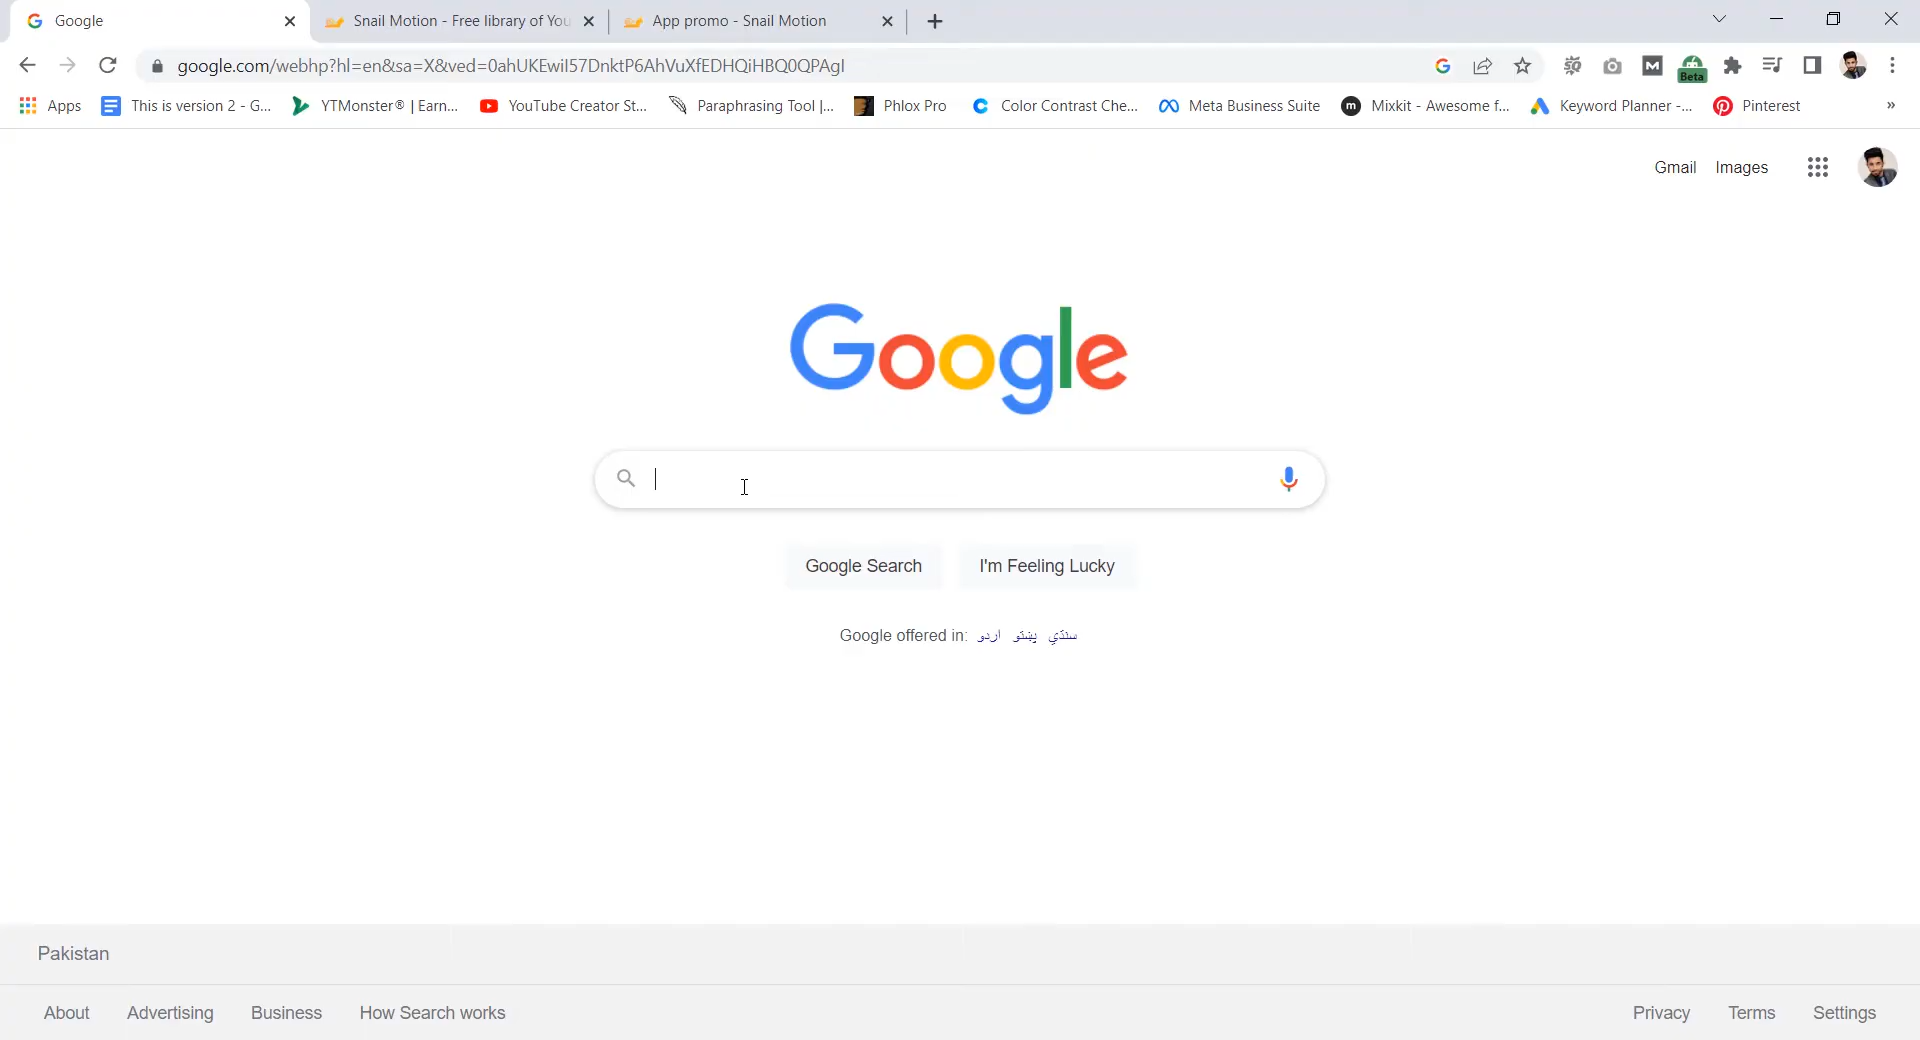 Google
Snail Motion - Free library of You
App promo - Snail Motion
google.com/webhp?hl=en&sa=X&ved=0ahUKEwiI57DnktP6AhVuXfEDHQiHBQ0QPAgI
Beta
Apps
This is version 2 - G...
YTMonster® | Earn...
YouTube Creator St...
Paraphrasing Tool |...
Phlox Pro
Color Contrast Che...
Meta Business Suite
Mixkit - Awesome f...
Keyword Planner -...
Pinterest
»
Gmail
Images
Google
Google Search
I'm Feeling Lucky
Google offered in: اردو پښتو سنڌي
Pakistan
About
Advertising
Business
How Search works
Privacy
Terms
Settings